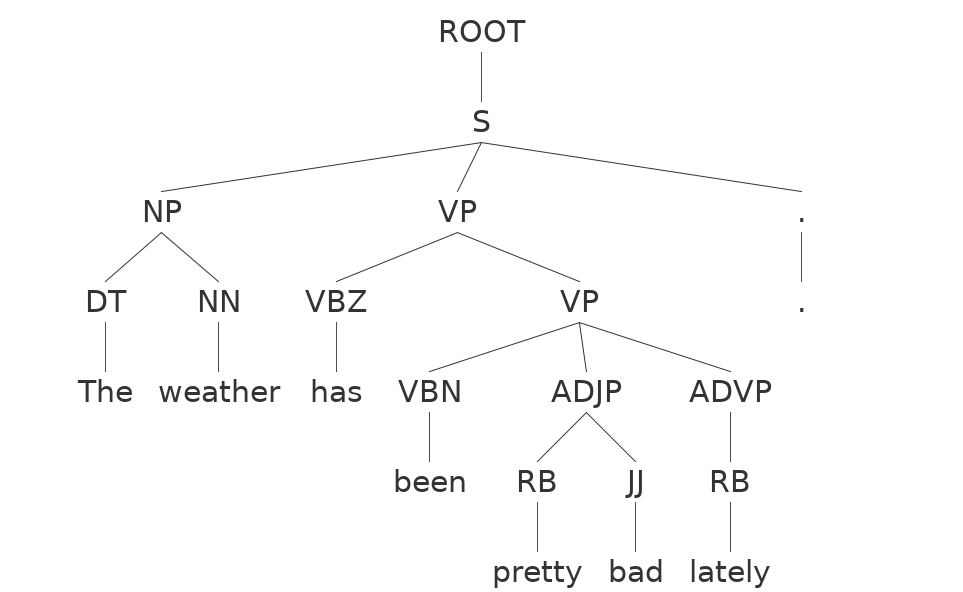 ROOT
S
NP VP .
DT NN VBZ VP .
The weather has VBN ADJP ADVP
been RB JJ RB
pretty bad lately